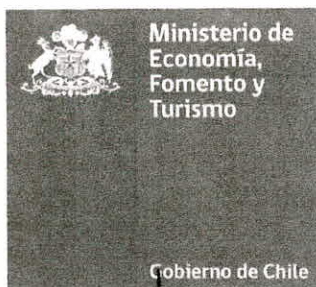 Ministerio de
Economía,
Fomento y
Turismo
Gobierno de Chile